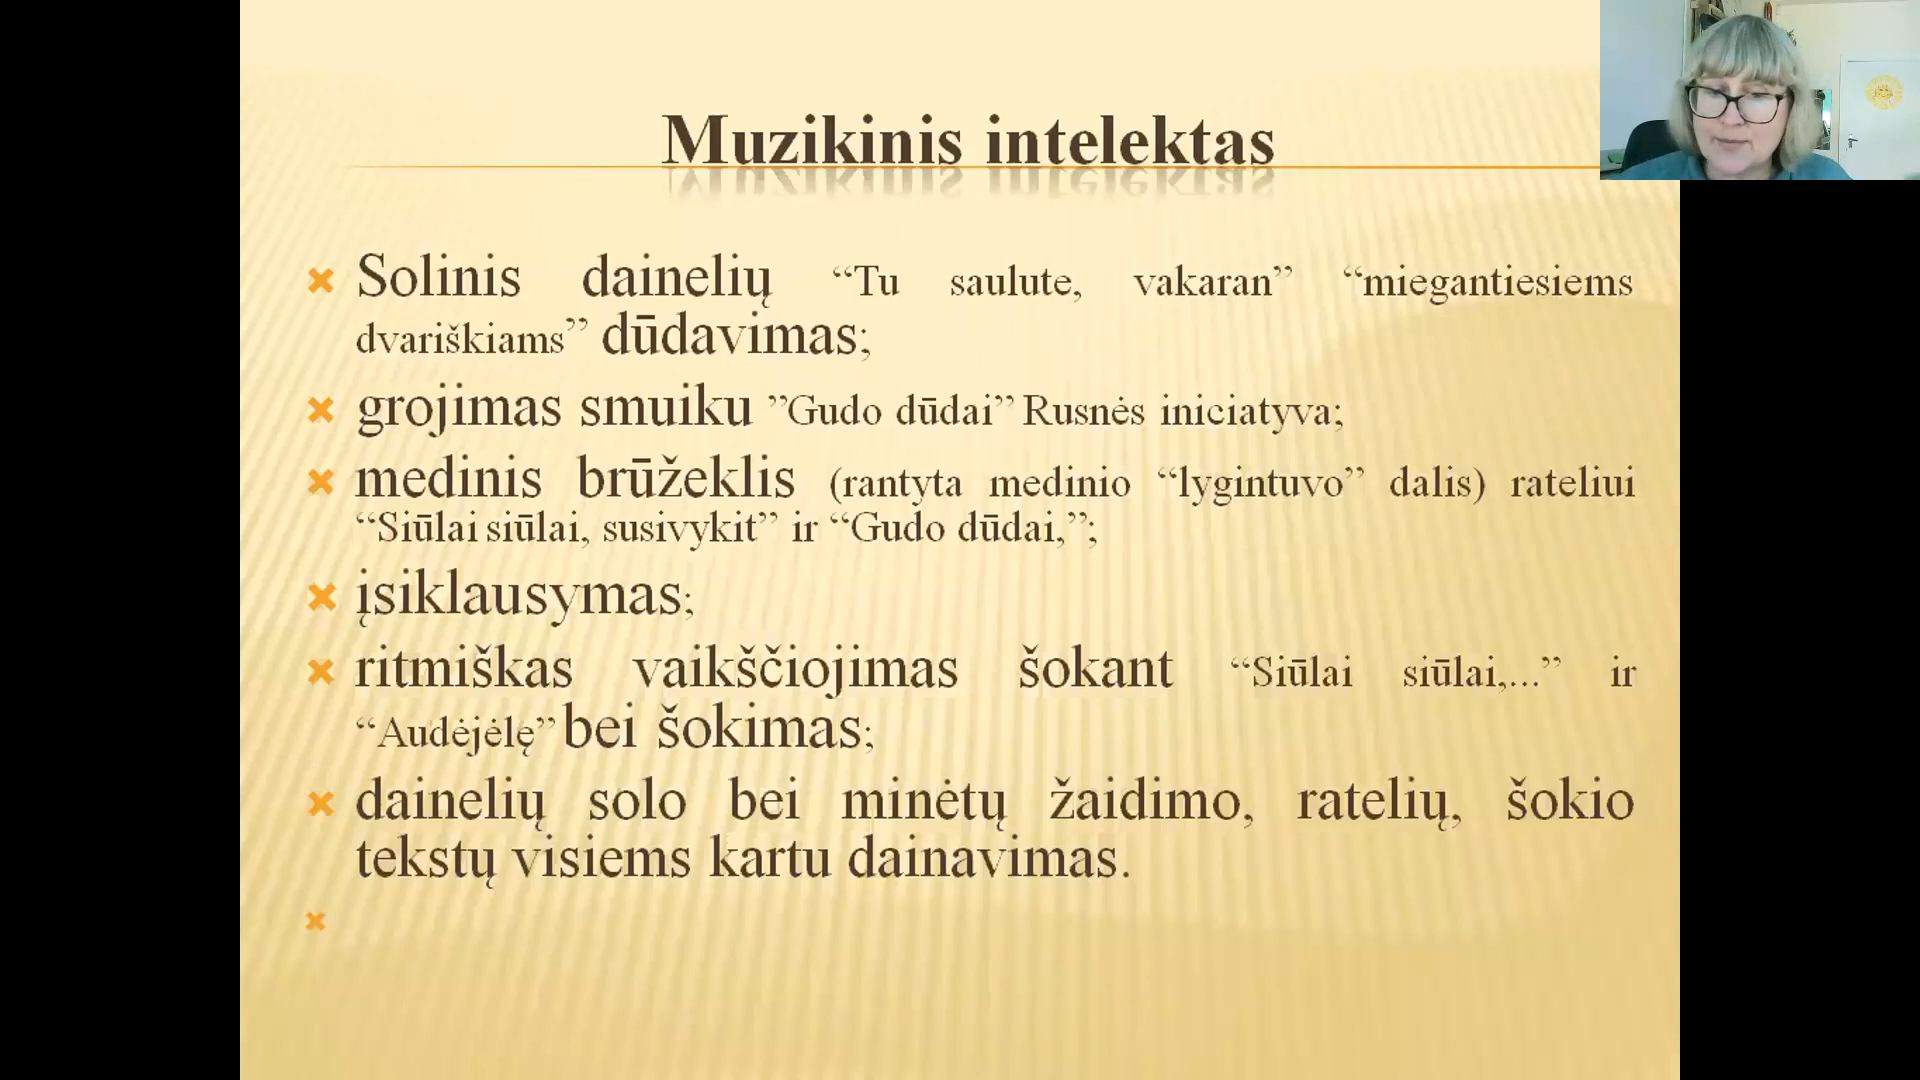 Muzikinis intelektas
Solinis dainelių “Tu saulute, vakaran” “miegantiesiems
dvariškiams” dūdavimas;
grojimas smuiku ”Gudo dūdai” Rusnės iniciatyva;
medinis brūžeklis (rantyta medinio “lygintuvo” dalis) rateliui
“Siūlai siūlai, susivykit” ir “Gudo dūdai,”;
įsiklausymas;
ritmiškas vaikščiojimas šokant “Siūlai siūlai,...” ir
“Audėjėlę” bei šokimas;
dainelių solo bei minėtų žaidimo, ratelių, šokio
tekstų visiems kartu dainavimas.